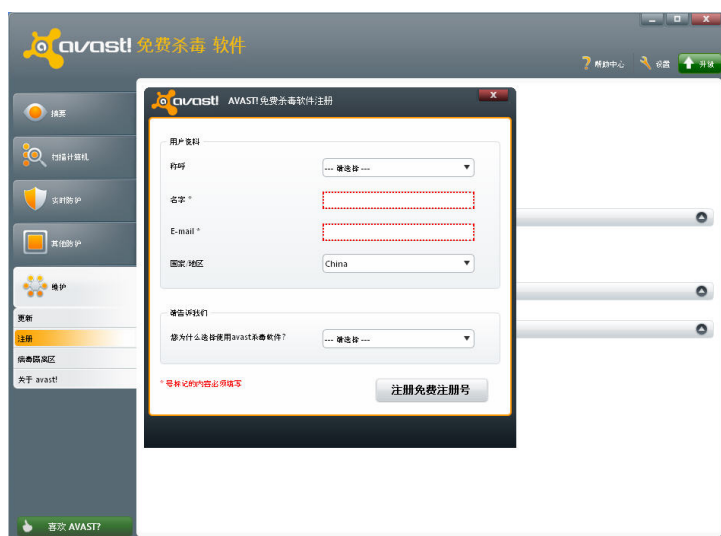 avast! 免费杀毒 软件
帮助中心 设置 升级
摘要
扫描计算机
实时防护
其他防护
维护
更新
注册
病毒隔离区
关于 avast!
喜欢 AVAST?
avast! AVAST! 免费杀毒软件注册
用户资料
称呼 --- 请选择 ---
名字 *
E-mail *
国家/地区 China
请告诉我们
您为什么选择使用avast杀毒软件? --- 请选择 ---
* 号标记的内容必须填写
注册免费注册号